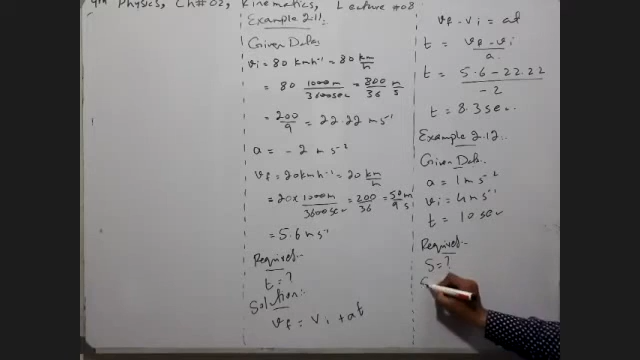 9th Physics, Ch#02, Kinematics, Lecture #08
Example 2.11
Given Data:
vi = 80 kmh⁻¹ = 80 km/h
= 80 1000m/3600sec = 800/36 m/s
= 200/9 = 22.22 ms⁻¹
a = -2 ms⁻²
vf = 20kmh⁻¹ = 20 km/h
= 20x 1000m/3600sec = 200/36 = 50/9 m/s
= 5.6 ms⁻¹
Required:-
t = ?
Solution:-
vf = vi + at
vf - vi = at
t = vf - vi/a
t = 5.6 - 22.22/-2
t = 8.3 sec.
Example 2.12.
Given Data.
a = 1ms⁻²
vi = 4ms⁻¹
t = 10 sec
Required:-
S = ?